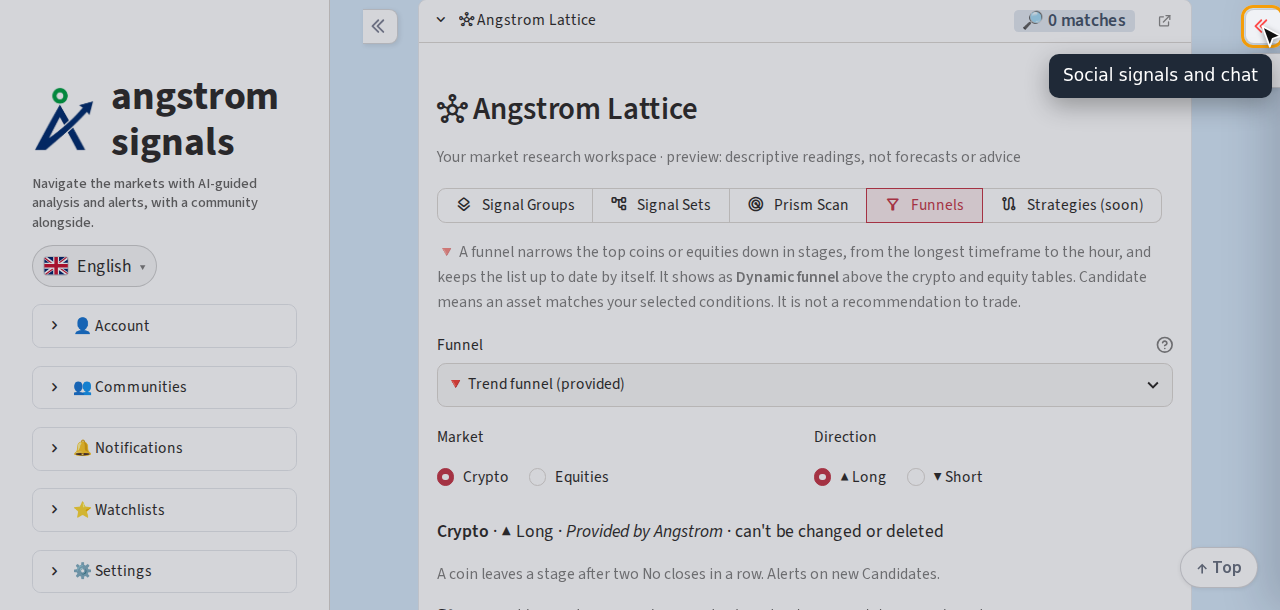 angstrom
signals
Navigate the markets with AI-guided
analysis and alerts, with a community
alongside.
English
Account
Communities
Notifications
Watchlists
Settings
Angstrom Lattice
0 matches
Social signals and chat
Angstrom Lattice
Your market research workspace · preview: descriptive readings, not forecasts or advice
Signal Groups
Signal Sets
Prism Scan
Funnels
Strategies (soon)
A funnel narrows the top coins or equities down in stages, from the longest timeframe to the hour, and
keeps the list up to date by itself. It shows as Dynamic funnel above the crypto and equity tables. Candidate
means an asset matches your selected conditions. It is not a recommendation to trade.
Funnel
Trend funnel (provided)
Market
Direction
Crypto
Equities
▲ Long
▼ Short
Crypto · ▲ Long · Provided by Angstrom · can't be changed or deleted
A coin leaves a stage after two No closes in a row. Alerts on new Candidates.
↑ Top